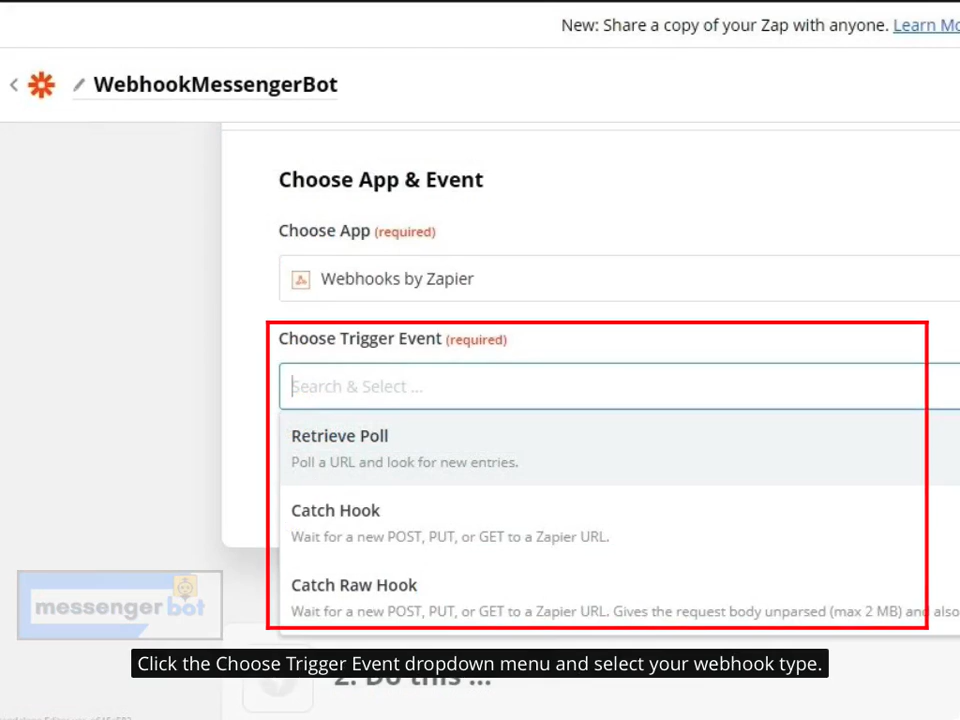 New: Share a copy of your Zap with anyone. Learn Mo
WebhookMessengerBot
Choose App & Event
Choose App (required)
Webhooks by Zapier
Choose Trigger Event (required)
Search & Select ...
Retrieve Poll
Poll a URL and look for new entries.
Catch Hook
Wait for a new POST, PUT, or GET to a Zapier URL.
Catch Raw Hook
Wait for a new POST, PUT, or GET to a Zapier URL. Gives the request body unparsed (max 2 MB) and also
messenger bot
Click the Choose Trigger Event dropdown menu and select your webhook type.
2. Do this ...